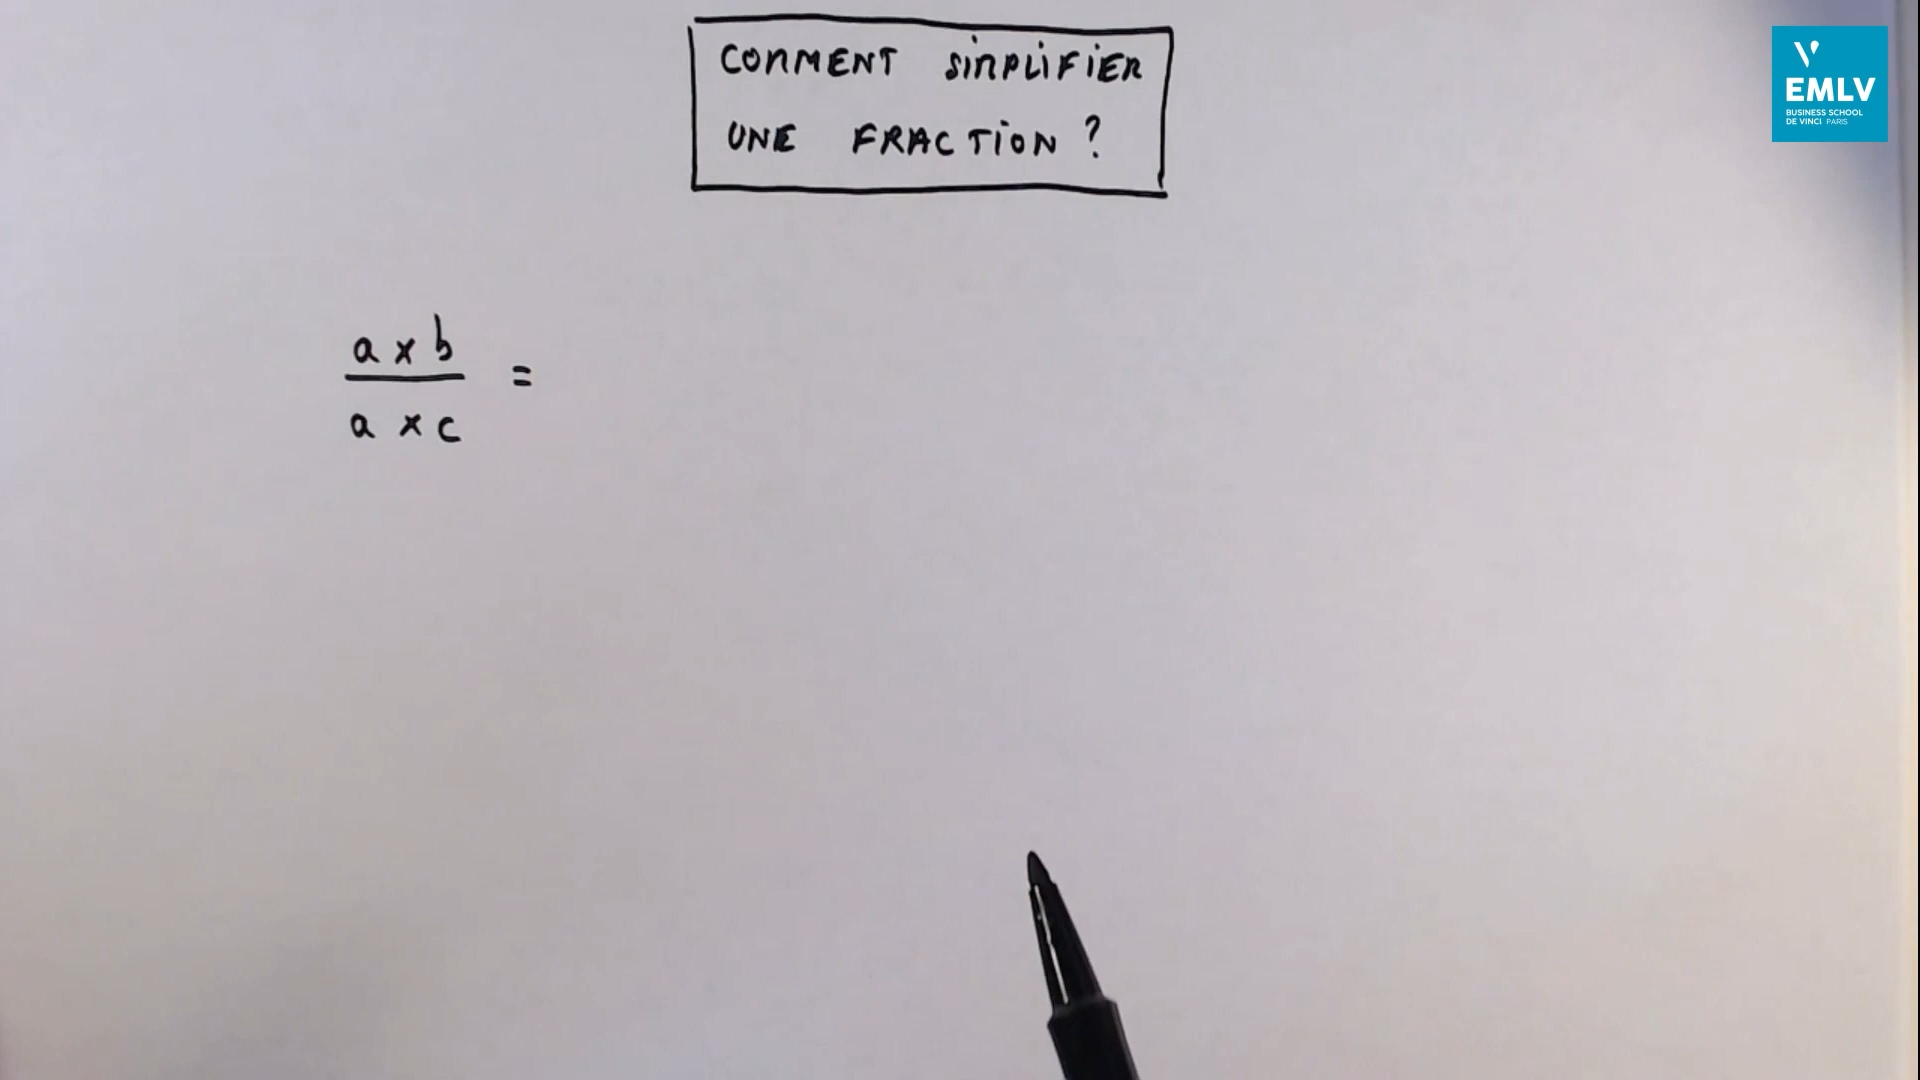 COMMENT SIMPLIFIER
UNE FRACTION ?
EMLV
BUSINESS SCHOOL
DE VINCI PARIS
a x b
=
a x c